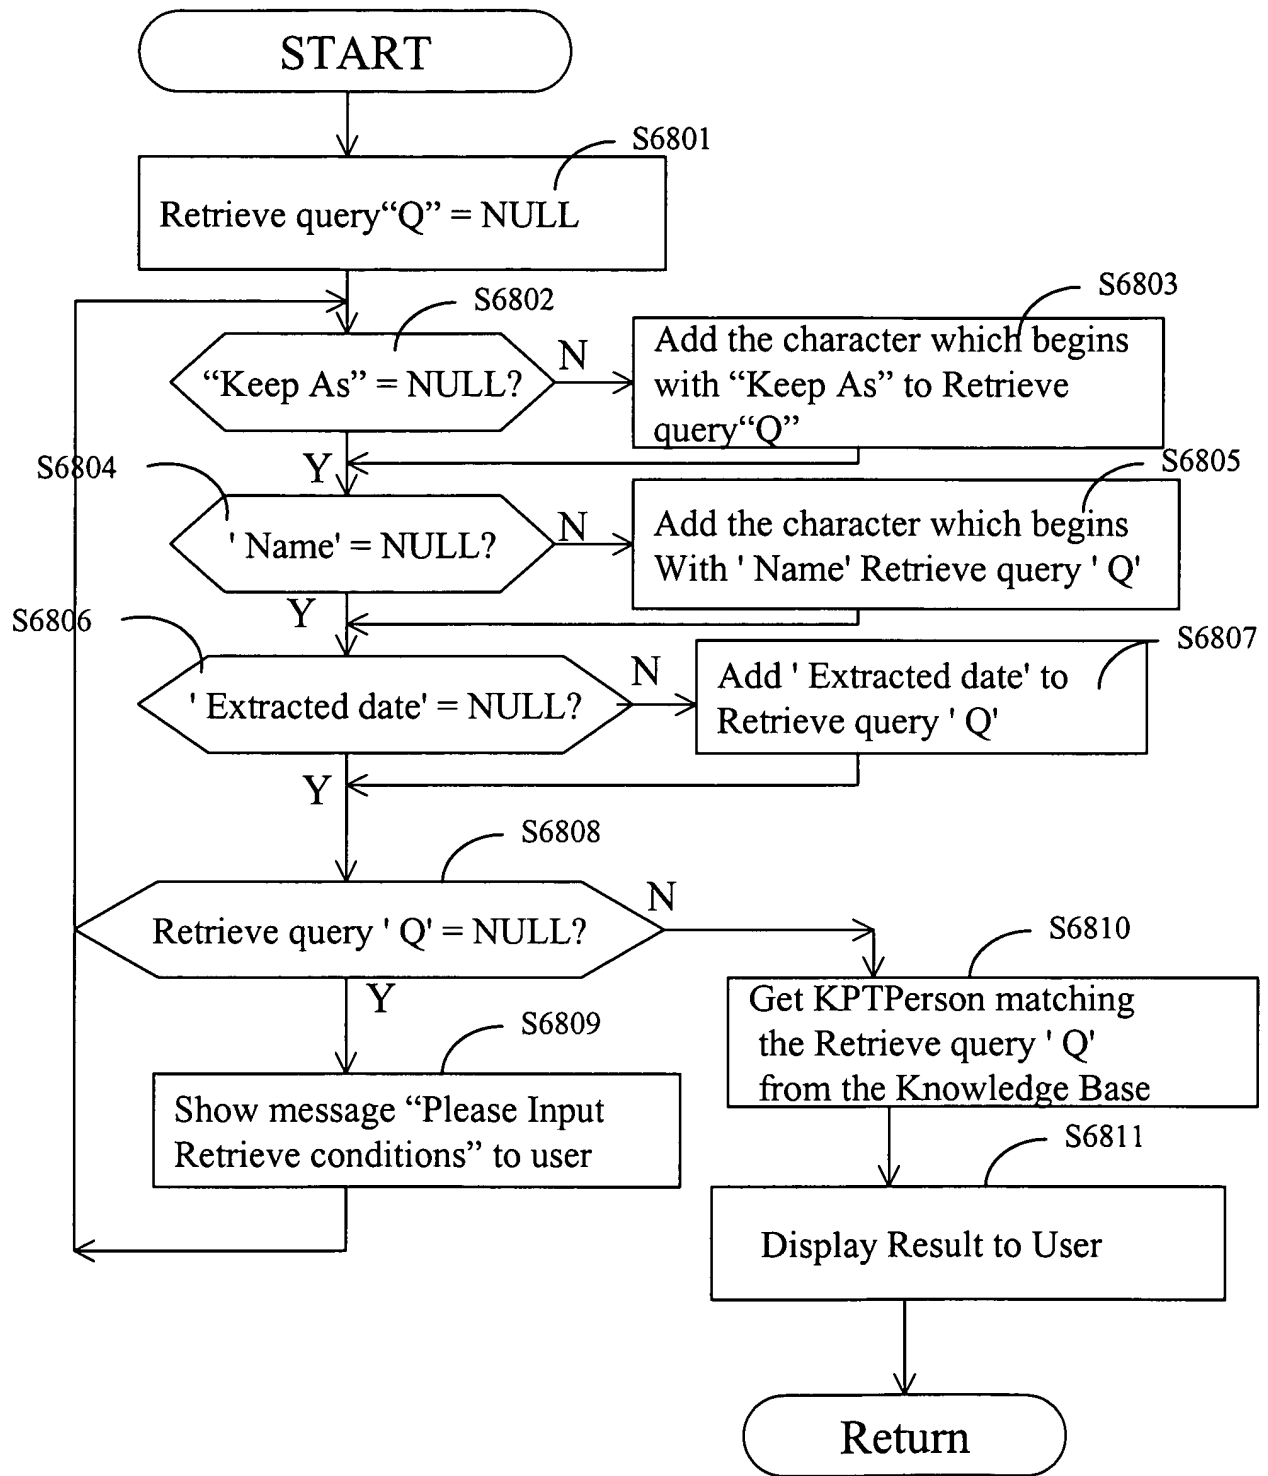 START
S6801
Retrieve query“Q” = NULL
S6802
S6803
“Keep As” = NULL?
N
Add the character which begins
with “Keep As” to Retrieve
query“Q”
Y
S6804
S6805
' Name' = NULL?
N
Add the character which begins
With ' Name' Retrieve query ' Q'
Y
S6806
S6807
' Extracted date' = NULL?
N
Add ' Extracted date' to
Retrieve query ' Q'
Y
S6808
Retrieve query ' Q' = NULL?
N
Y
S6810
Get KPTPerson matching
the Retrieve query ' Q'
from the Knowledge Base
S6809
Show message “Please Input
Retrieve conditions” to user
S6811
Display Result to User
Return